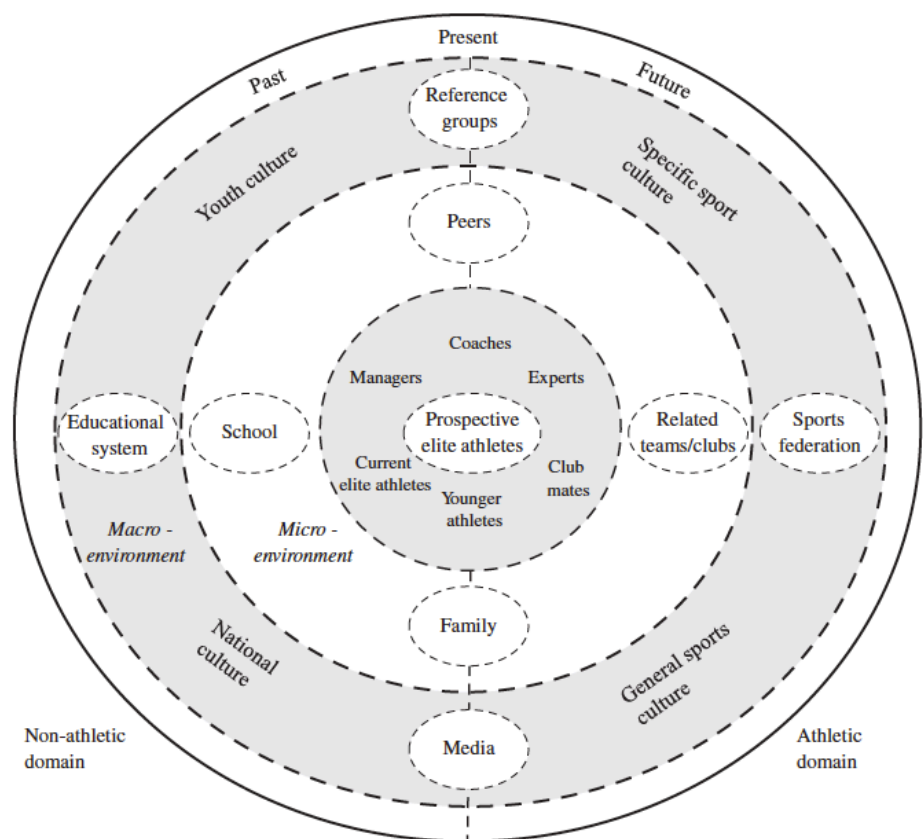 Present
Past
Future
Reference
groups
Youth culture
Specific sport
culture
Peers
Coaches
Managers
Experts
Educational
system
School
Prospective
elite athletes
Related
teams/clubs
Sports
federation
Current
elite athletes
Club
mates
Younger
athletes
Macro -
environment
Micro -
environment
Family
National
culture
General sports
culture
Non-athletic
domain
Media
Athletic
domain